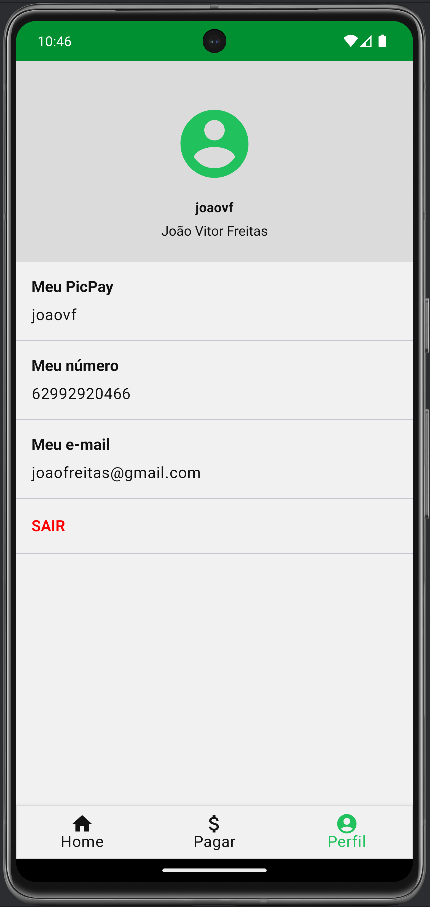 10:46
joaovf
João Vitor Freitas
Meu PicPay
joaovf
Meu número
62992920466
Meu e-mail
joaofreitas@gmail.com
SAIR
Home
Pagar
Perfil